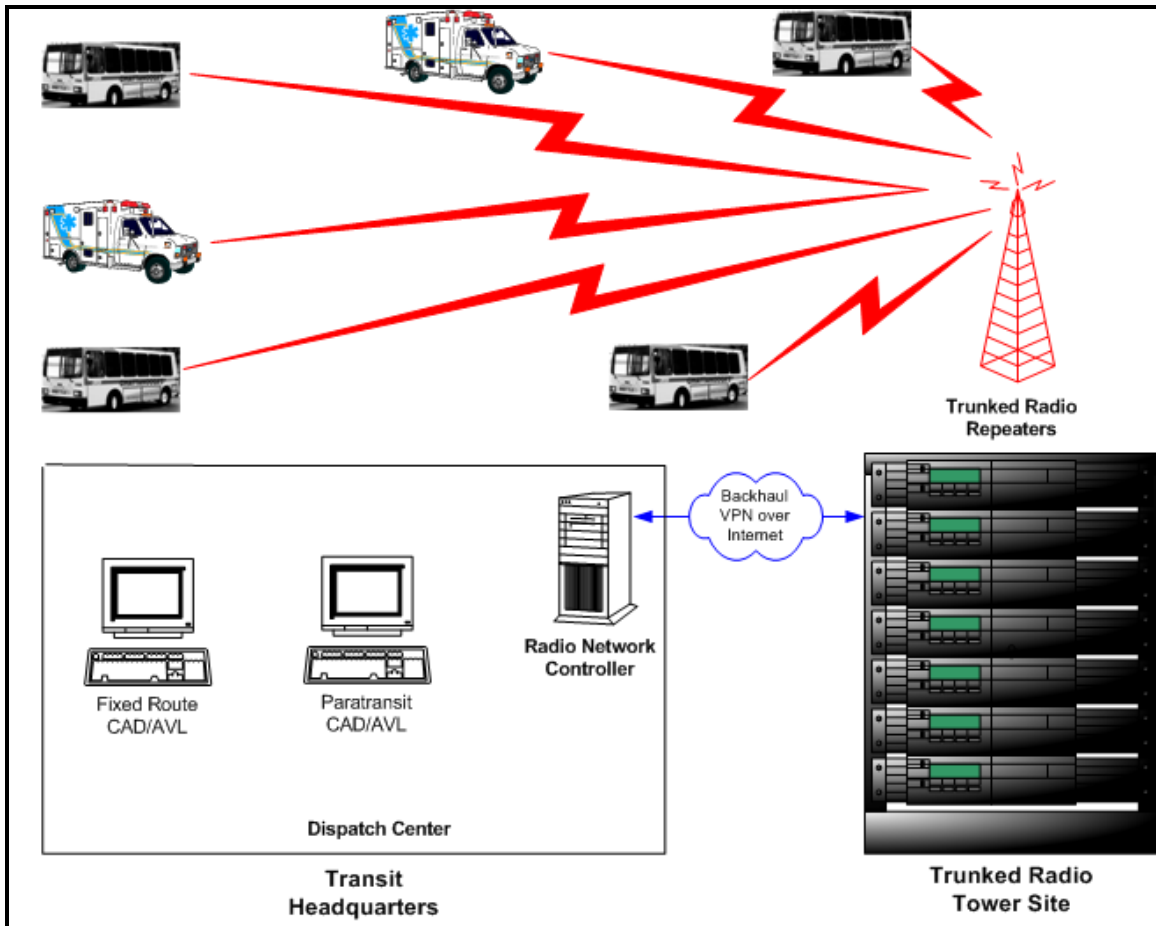 Trunked Radio
Repeaters
Backhaul
VPN over
Internet
Radio Network
Controller
Fixed Route
CAD/AVL
Paratransit
CAD/AVL
Dispatch Center
Transit
Headquarters
Trunked Radio
Tower Site